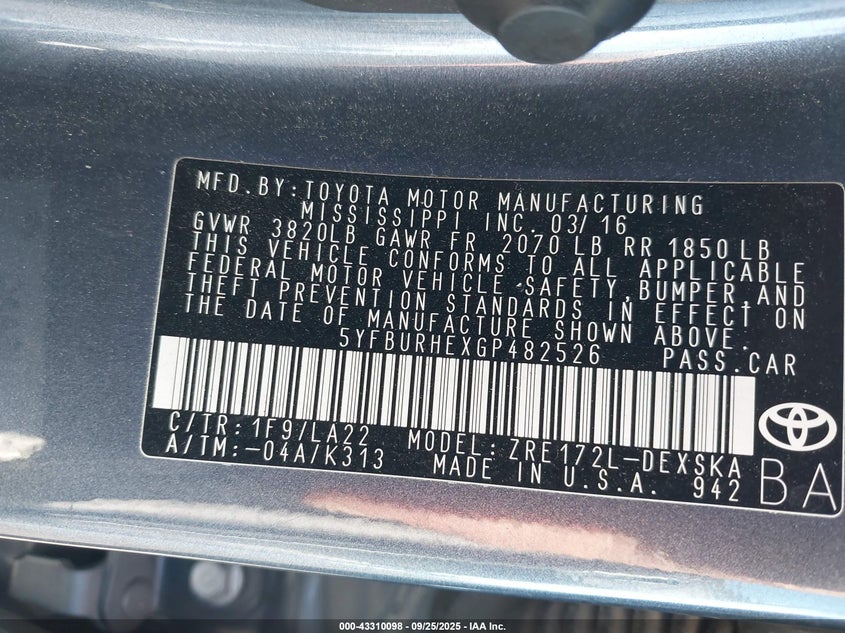 MFD.BY:TOYOTA MOTOR MANUFACTURING
MISSISSIPPI INC. 03/16
GVWR 3820LB GAWR FR 2070 LB RR 1850 LB
THIS VEHICLE CONFORMS TO ALL APPLICABLE
FEDERAL MOTOR VEHICLE SAFETY,BUMPER,AND
THEFT PREVENTION STANDARDS IN EFFECT ON
THE DATE OF MANUFACTURE SHOWN ABOVE.
5YFBURHEXGP482526 PASS.CAR
C/TR:1F9/LA22 MODEL:ZRE172L-DEXSKA
A/TM:-04A/K313 MADE IN U.S.A. 942
BA
000-43310098 - 09/25/2025 - IAA Inc.